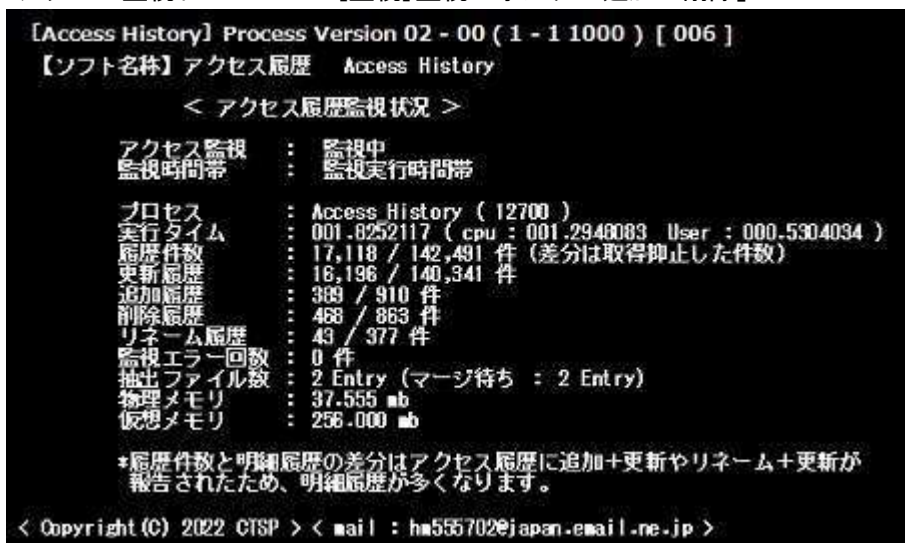 [Access History] Process Version 02 - 00 ( 1 - 1 1000 ) [ 006 ]
【ソフト名称】アクセス履歴 Access History
< アクセス履歴監視状況 >
アクセス監視 : 監視中
監視時間帯 : 監視実行時間帯
プロセス : Access_History ( 12700 )
実行タイム : 001.8252117 ( cpu : 001.2948083 User : 000.5304034 )
履歴件数 : 17,118 / 142,491 件 (差分は取得抑止した件数)
更新履歴 : 16,196 / 140,341 件
追加履歴 : 389 / 910 件
削除履歴 : 468 / 863 件
リネーム履歴 : 43 / 377 件
監視エラー回数 : 0 件
抽出ファイル数 : 2 Entry (マージ待ち : 2 Entry)
物理メモリ : 37.555 mb
仮想メモリ : 256.000 mb
*履歴件数と明細履歴の差分はアクセス履歴に追加+更新やリネーム+更新が
報告されたため、明細履歴が多くなります。
< Copyright(C) 2022 CTSP > < mail : hm555702@japan.email.ne.jp >